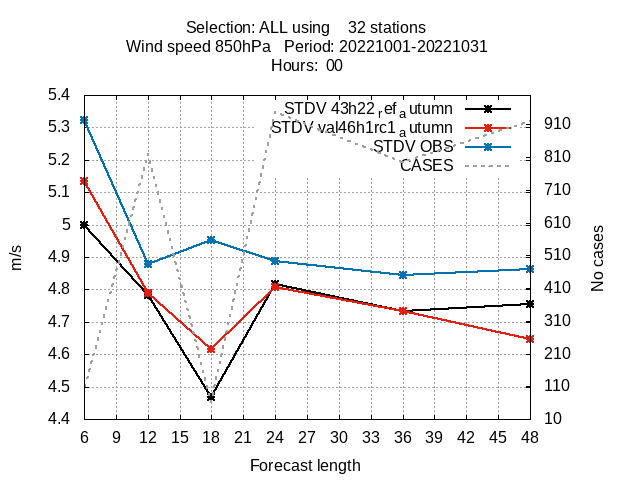 Selection: ALL using 32 stations
Wind speed 850hPa Period: 20221001-20221031
Hours: 00
STDV 43h22refautumn
STDV val46h1rc1autumn
STDV OBS
CASES
5.4
5.3
5.2
5.1
5
4.9
4.8
4.7
4.6
4.5
4.4
910
810
710
610
510
410
310
210
110
10
m/s
No cases
6 9 12 15 18 21 24 27 30 33 36 39 42 45 48
Forecast length